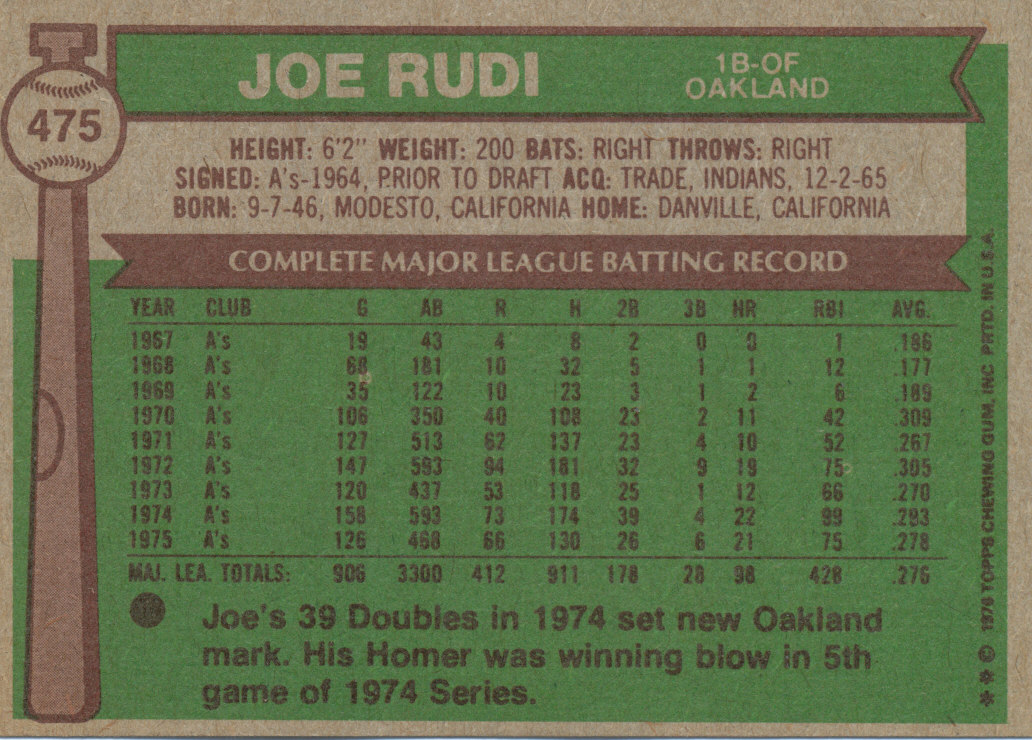 JOE RUDI
1B-OF
OAKLAND
475
HEIGHT: 6'2" WEIGHT: 200 BATS: RIGHT THROWS: RIGHT
SIGNED: A's-1964, PRIOR TO DRAFT ACQ: TRADE, INDIANS, 12-2-65
BORN: 9-7-46, MODESTO, CALIFORNIA HOME: DANVILLE, CALIFORNIA
COMPLETE MAJOR LEAGUE BATTING RECORD
YEAR CLUB G AB R H 2B 3B HR RBI AVG.
1967 A's 19 43 4 8 2 0 0 1 .186
1968 A's 68 181 10 32 5 1 1 12 .177
1969 A's 35 122 10 23 3 1 2 6 .189
1970 A's 106 350 40 108 23 2 11 42 .309
1971 A's 127 513 62 137 23 4 10 52 .267
1972 A's 147 593 94 181 32 9 19 75 .305
1973 A's 120 437 53 118 25 1 12 66 .270
1974 A's 158 593 73 174 39 4 22 99 .293
1975 A's 126 468 66 130 26 6 21 75 .278
MAJ. LEA. TOTALS: 906 3300 412 911 178 28 98 428 .276
Joe's 39 Doubles in 1974 set new Oakland
mark. His Homer was winning blow in 5th
game of 1974 Series.
* * © 1976 TOPPS CHEWING GUM, INC PRTD. IN U.S.A.